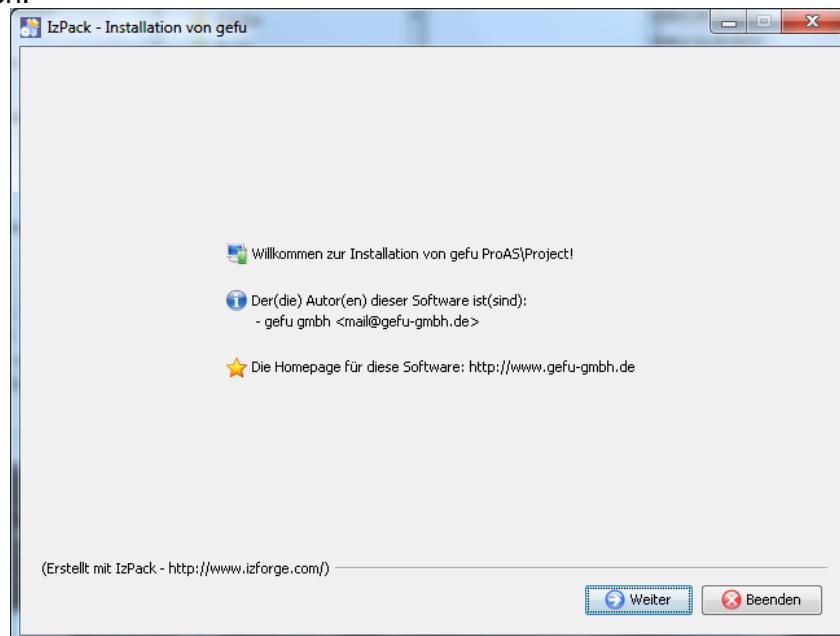 IzPack - Installation von gefu
Willkommen zur Installation von gefu ProAS\Project!
Der(die) Autor(en) dieser Software ist(sind):
- gefu gmbh <mail@gefu-gmbh.de>
Die Homepage für diese Software: http://www.gefu-gmbh.de
(Erstellt mit IzPack - http://www.izforge.com/)
Weiter
Beenden